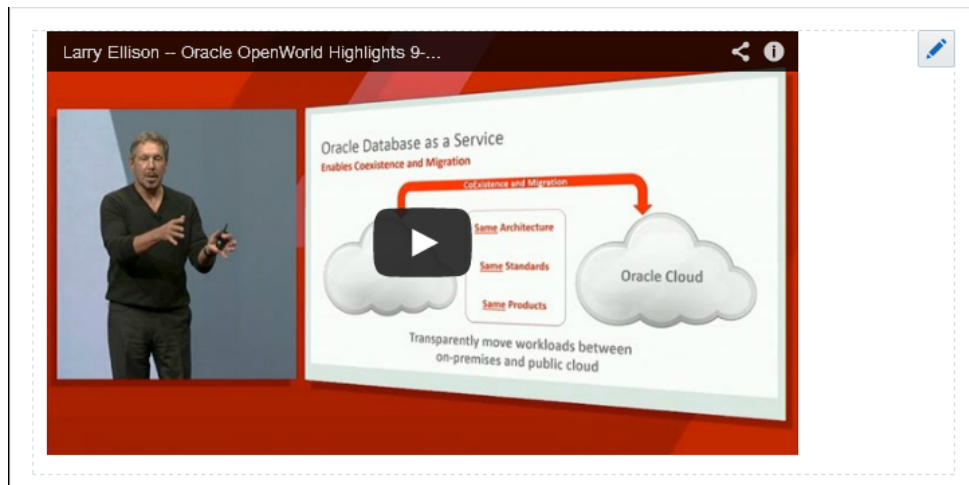 Larry Ellison -- Oracle OpenWorld Highlights 9-...
Oracle Database as a Service
Enables Coexistence and Migration
CoExistence and Migration
Same Architecture
Same Standards
Same Products
Oracle Cloud
Transparently move workloads between
on-premises and public cloud